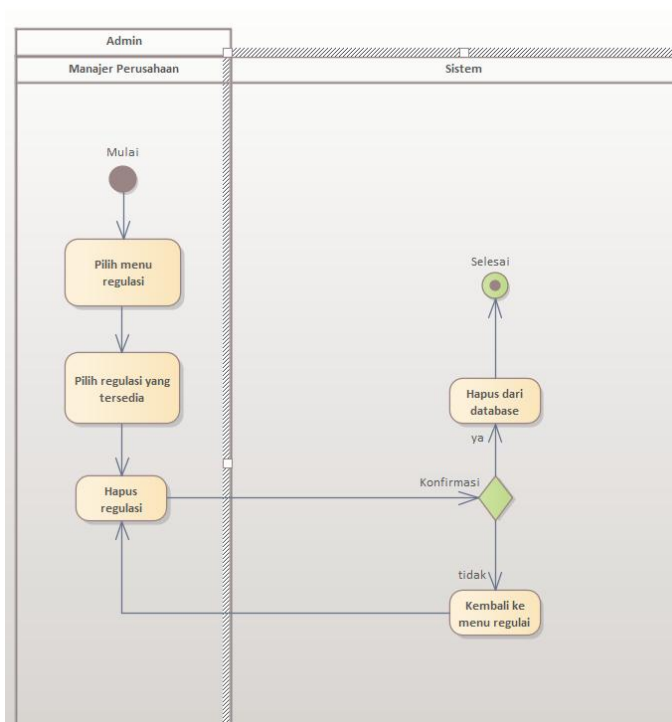 Admin
Manajer Perusahaan
Sistem
Mulai
Pilih menu
regulasi
Pilih regulasi yang
tersedia
Hapus
regulasi
Selesai
Hapus dari
database
ya
Konfirmasi
tidak
Kembali ke
menu regulai